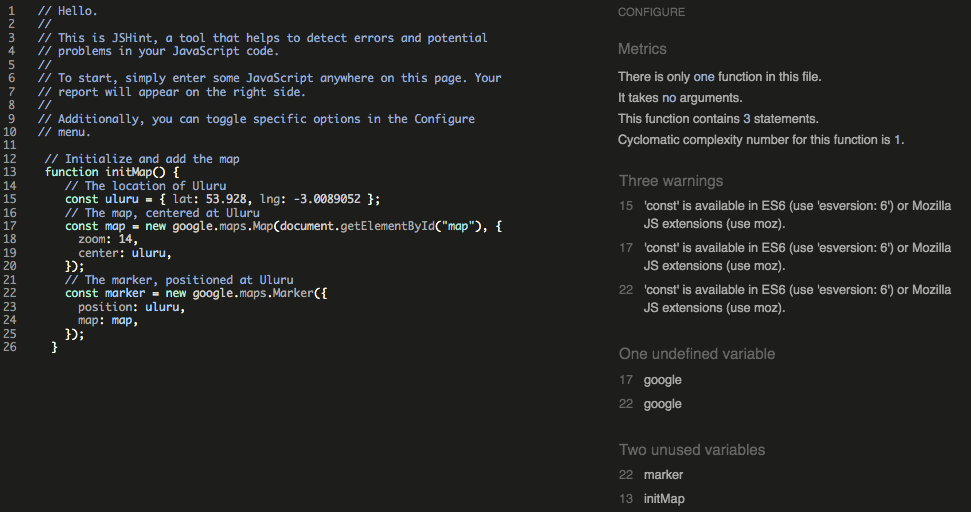 1 // Hello.
2 //
3 // This is JSHint, a tool that helps to detect errors and potential
4 // problems in your JavaScript code.
5 //
6 // To start, simply enter some JavaScript anywhere on this page. Your
7 // report will appear on the right side.
8 //
9 // Additionally, you can toggle specific options in the Configure
10 // menu.
11
12 // Initialize and add the map
13 function initMap() {
14 // The location of Uluru
15 const uluru = { lat: 53.928, lng: -3.0089052 };
16 // The map, centered at Uluru
17 const map = new google.maps.Map(document.getElementById("map"), {
18 zoom: 14,
19 center: uluru,
20 });
21 // The marker, positioned at Uluru
22 const marker = new google.maps.Marker({
23 position: uluru,
24 map: map,
25 });
26 }
CONFIGURE
Metrics
There is only one function in this file.
It takes no arguments.
This function contains 3 statements.
Cyclomatic complexity number for this function is 1.
Three warnings
15 'const' is available in ES6 (use 'esversion: 6') or Mozilla
JS extensions (use moz).
17 'const' is available in ES6 (use 'esversion: 6') or Mozilla
JS extensions (use moz).
22 'const' is available in ES6 (use 'esversion: 6') or Mozilla
JS extensions (use moz).
One undefined variable
17 google
22 google
Two unused variables
22 marker
13 initMap